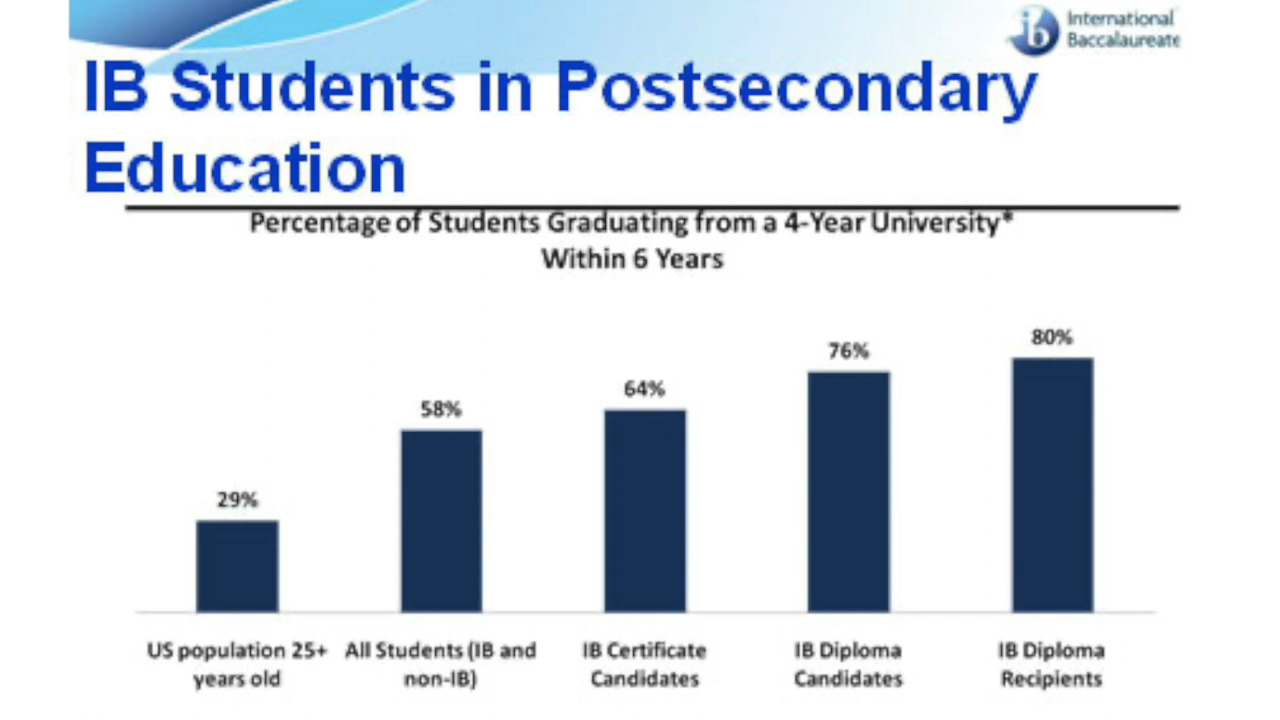 International
Baccalaureate
IB Students in Postsecondary
Education
Percentage of Students Graduating from a 4-Year University*
Within 6 Years
29%
58%
64%
76%
80%
US population 25+
years old
All Students (IB and
non-IB)
IB Certificate
Candidates
IB Diploma
Candidates
IB Diploma
Recipients